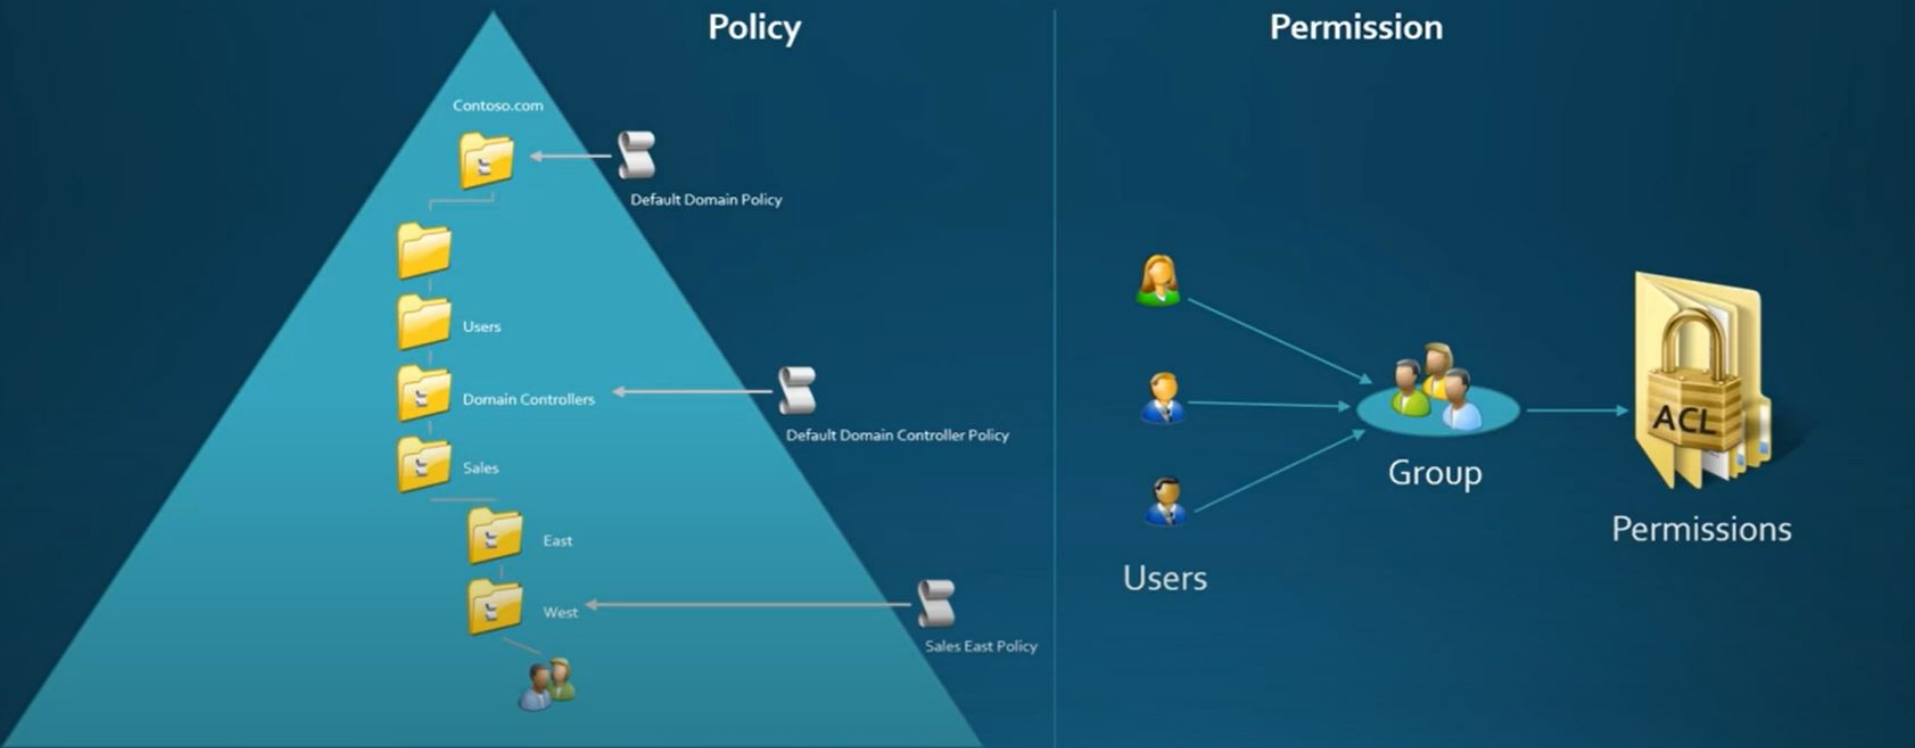 Policy
Permission
Contoso.com
Default Domain Policy
Users
Domain Controllers
Default Domain Controller Policy
Sales
East
West
Sales East Policy
Users
Group
ACL
Permissions